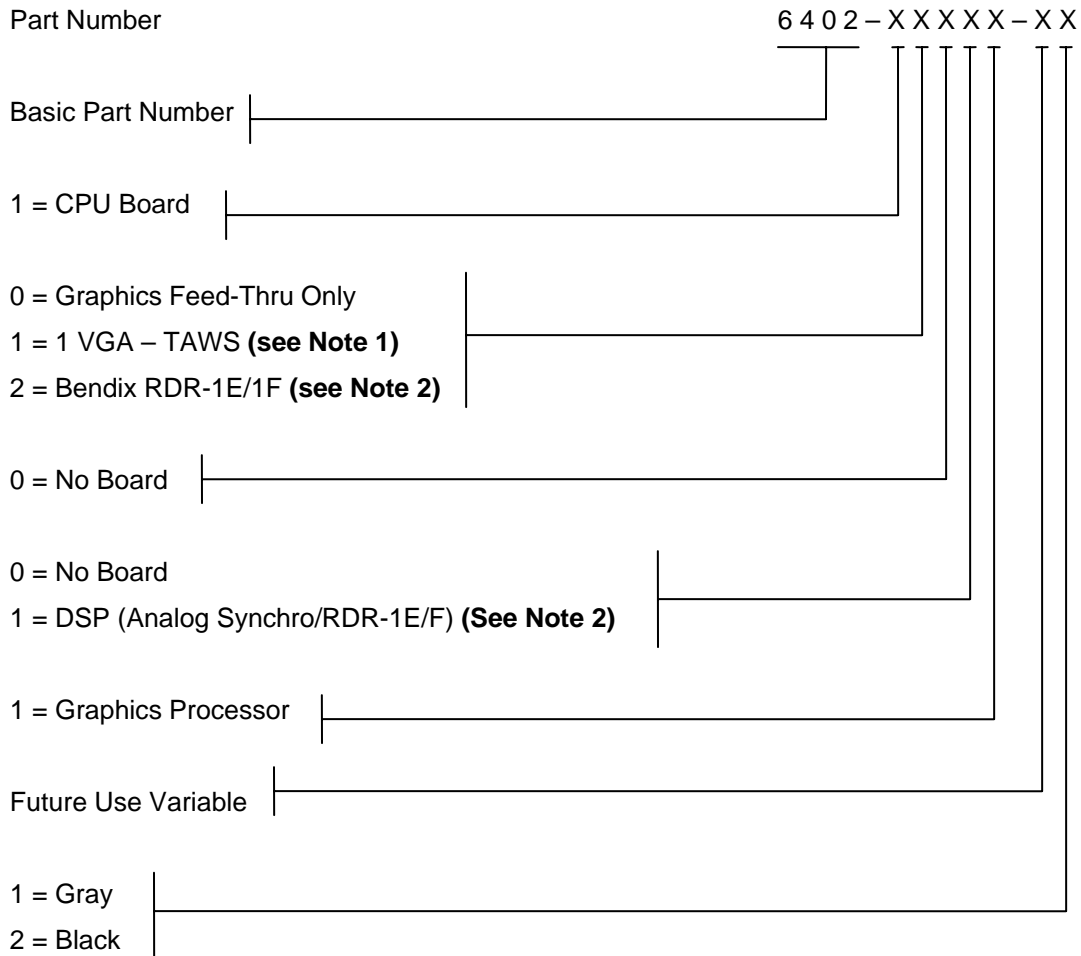 Part Number 6 4 0 2 – X X X X X – X X
Basic Part Number
1 = CPU Board
0 = Graphics Feed-Thru Only
1 = 1 VGA – TAWS (see Note 1)
2 = Bendix RDR-1E/1F (see Note 2)
0 = No Board
0 = No Board
1 = DSP (Analog Synchro/RDR-1E/F) (See Note 2)
1 = Graphics Processor
Future Use Variable
1 = Gray
2 = Black